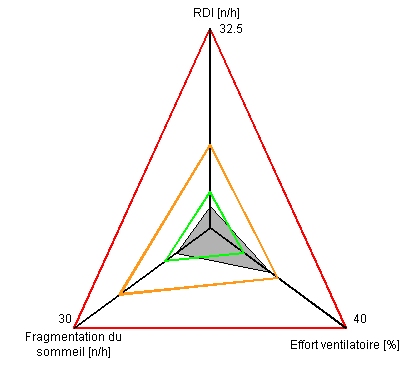 RDI [n/h]
32.5
30
40
Fragmentation du
sommeil [n/h]
Effort ventilatoire [%]